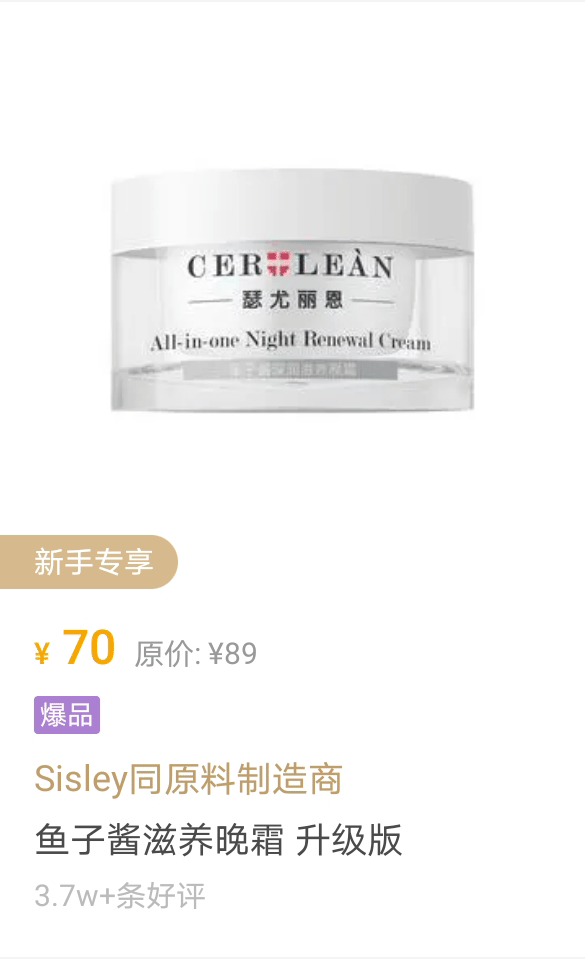 CERULEÀN
瑟尤丽恩
All-in-one Night Renewal Cream
新手专享
¥ 70 原价: ¥89
爆品
Sisley同原料制造商
鱼子酱滋养晚霜 升级版
3.7w+条好评